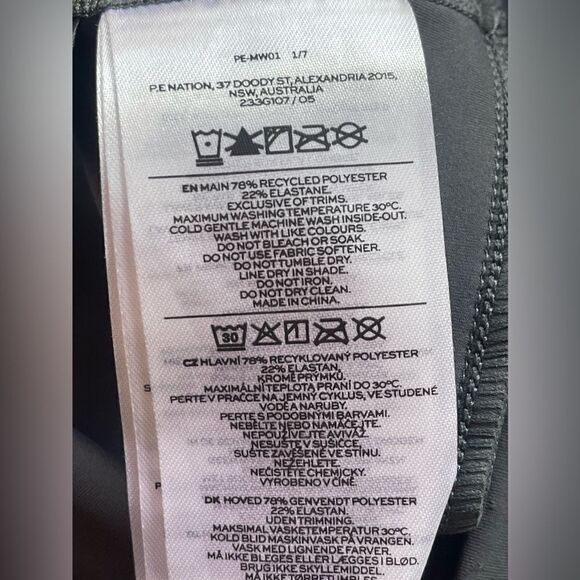 PE-MW01 1/7
P.E NATION, 37 DOODY ST, ALEXANDRIA 2015,
NSW, AUSTRALIA
233G107 / 05
EN MAIN 78% RECYCLED POLYESTER
22% ELASTANE.
EXCLUSIVE OF TRIMS.
MAXIMUM WASHING TEMPERATURE 30ºC.
COLD GENTLE MACHINE WASH INSIDE-OUT.
WASH WITH LIKE COLOURS.
DO NOT BLEACH OR SOAK.
DO NOT USE FABRIC SOFTENER.
DO NOT TUMBLE DRY.
LINE DRY IN SHADE.
DO NOT IRON.
DO NOT DRY CLEAN.
MADE IN CHINA.
30
CZ HLAVNÍ 78% RECYKLOVANÝ POLYESTER
22% ELASTAN,
KROMĚ PRÝMKŮ.
MAXIMÁLNÍ TEPLOTA PRANÍ DO 30ºC.
PERTE V PRAČCE NA JEMNÝ CYKLUS, VE STUDENÉ
VODĚ A NARUBY.
PERTE S PODOBNÝMI BARVAMI.
NEBĚLTE NEBO NAMÁČEJTE.
NEPOUŽÍVEJTE AVIVÁŽ.
NESUŠTE V SUŠIČCE,
SUŠTE ZAVĚŠENÉ VE STÍNU.
NEŽEHLETE.
NEČISTĚTE CHEMICKY.
VYROBENO V ČÍNĚ.
DK HOVED 78% GENVENDT POLYESTER
22% ELASTAN.
UDEN TRIMNING.
MAKSIMAL VASKETEMPERATUR 30ºC.
KOLD BLID MASKINVASK PÅ VRANGEN.
VASK MED LIGNENDE FARVER.
MÅ IKKE BLEGES ELLER LÆGGES I BLØD.
BRUG IKKE SKYLLEMIDDEL.
MÅ IKKE TØRRETUMBLES